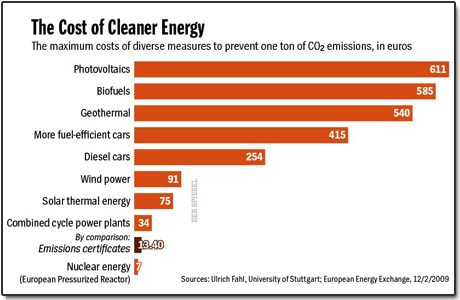 The Cost of Cleaner Energy
The maximum costs of diverse measures to prevent one ton of CO₂ emissions, in euros
Photovoltaics 611
Biofuels 585
Geothermal 540
More fuel-efficient cars 415
Diesel cars 254
Wind power 91
Solar thermal energy 75
Combined cycle power plants 34
By comparison:
Emissions certificates 13.40
Nuclear energy 7
(European Pressurized Reactor)
DER SPIEGEL
Sources: Ulrich Fahl, University of Stuttgart; European Energy Exchange, 12/2/2009